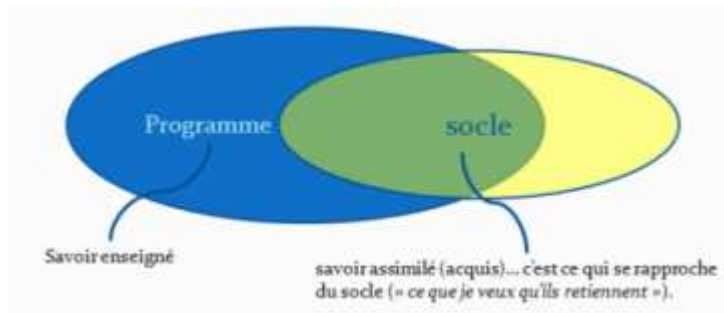 Programme
socle
Savoir enseigné
savoir assimilé (acquis)... c'est ce qui se rapproche
du socle (« ce que je veux qu'ils retiennent »).